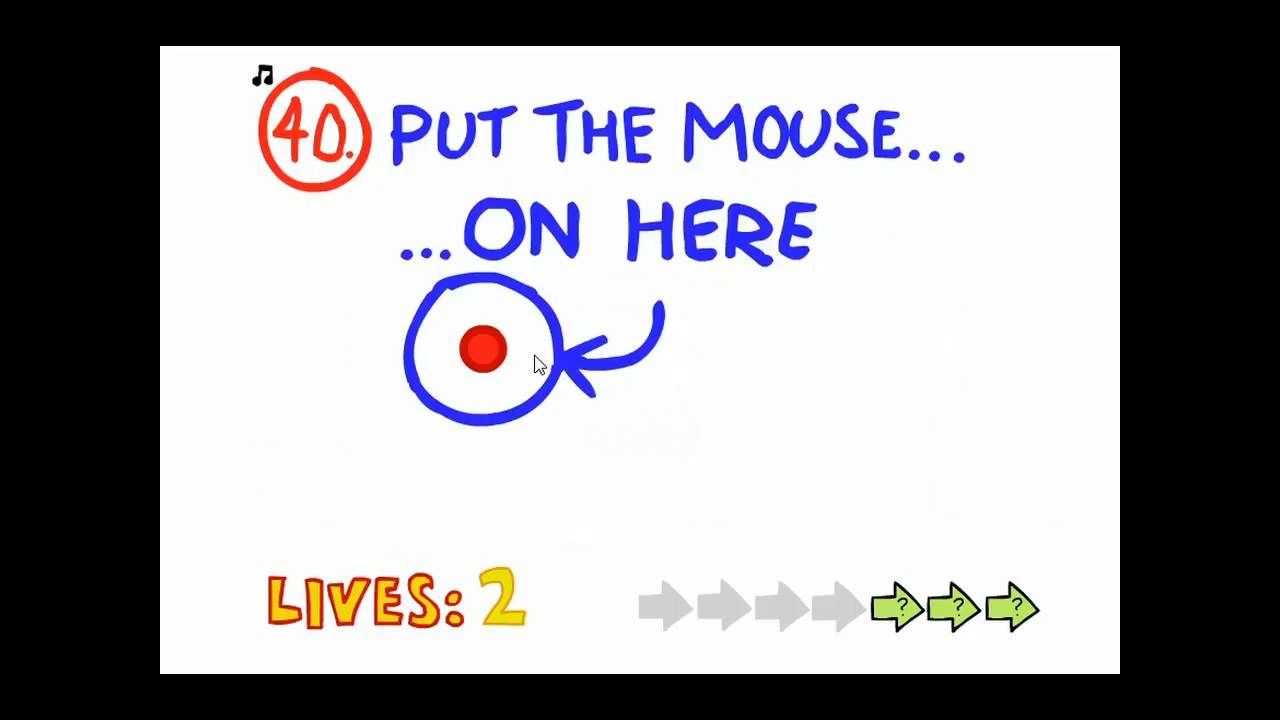 40. PUT THE MOUSE...
...ON HERE
LIVES: 2
? ? ?